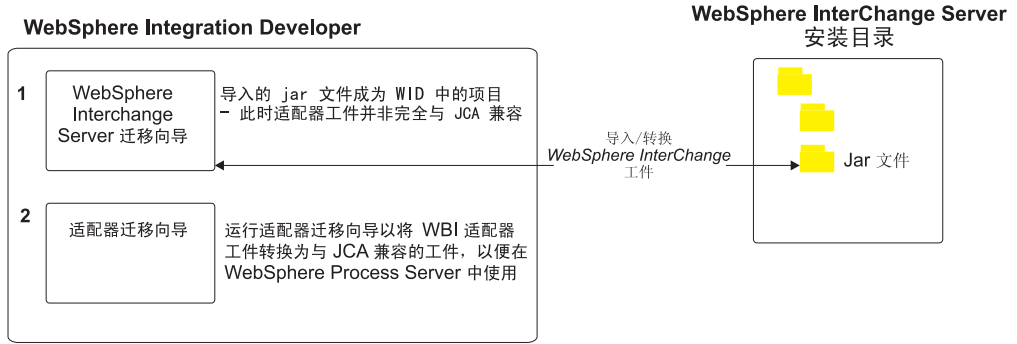 WebSphere Integration Developer
1
WebSphere
Interchange
Server 迁移向导
导入的 jar 文件成为 WID 中的项目
- 此时适配器工件并非完全与 JCA 兼容
2
适配器迁移向导
运行适配器迁移向导以将 WBI 适配器
工件转换为与 JCA 兼容的工件，以便在
WebSphere Process Server 中使用
导入/转换
WebSphere InterChange
工件
WebSphere InterChange Server
安装目录
Jar 文件